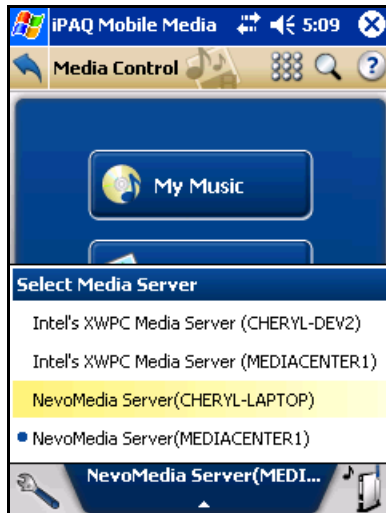 iPAQ Mobile Media 5:09
Media Control ?
My Music
Select Media Server
Intel's XWPC Media Server (CHERYL-DEV2)
Intel's XWPC Media Server (MEDIACENTER1)
NevoMedia Server(CHERYL-LAPTOP)
NevoMedia Server(MEDIACENTER1)
NevoMedia Server(MEDI...